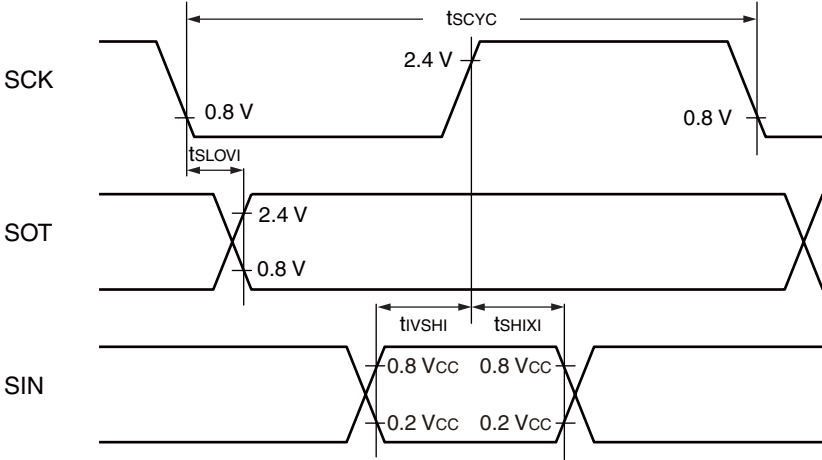 tSCYC
SCK
2.4 V
0.8 V
0.8 V
tSLOVI
SOT
2.4 V
0.8 V
tIVSHI tSHIXI
SIN
0.8 VCC 0.8 VCC
0.2 VCC 0.2 VCC